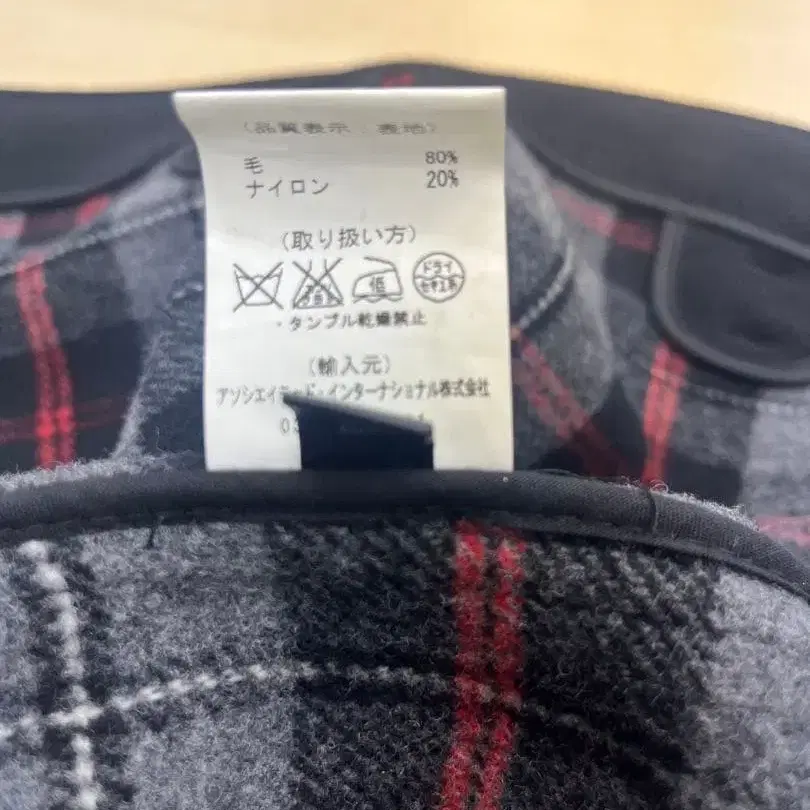 (品質表示:表地)
毛 80%
ナイロン 20%
(取り扱い方)
低 ドライ セキユ系
・タンブル乾燥禁止
(輸入元)
アソシエイテッド・インターナショナル株式会社